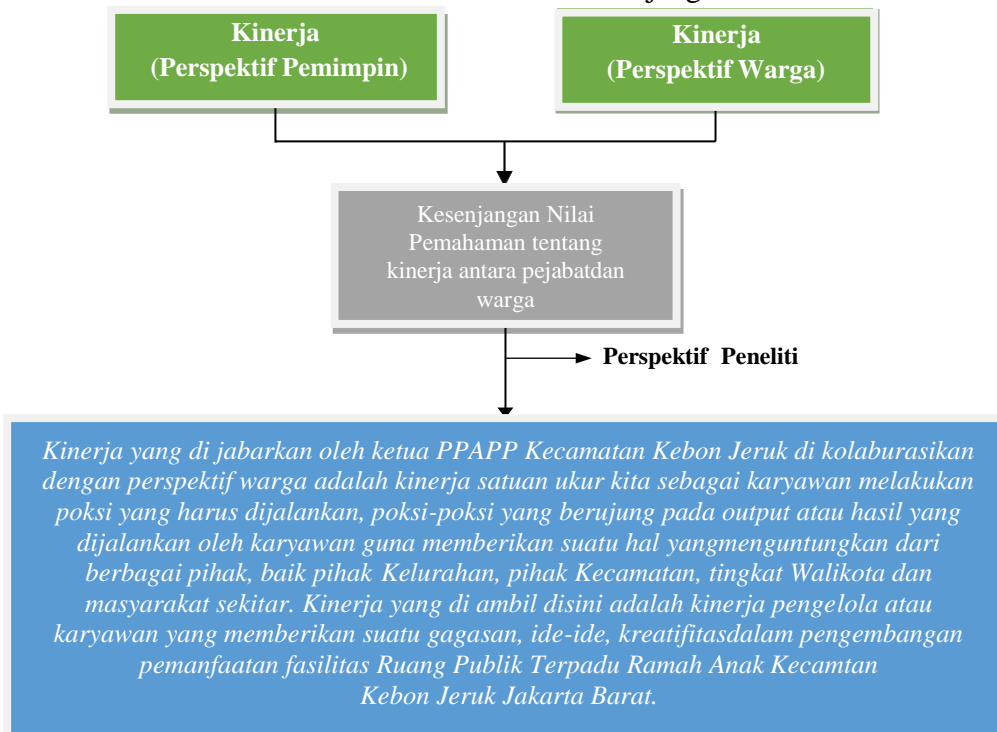 Kinerja
(Perspektif Pemimpin)
Kinerja
(Perspektif Warga)
Kesenjangan Nilai
Pemahaman tentang
kinerja antara pejabatdan
warga
Perspektif Peneliti
Kinerja yang di jabarkan oleh ketua PPAPP Kecamatan Kebon Jeruk di kolaburasikan
dengan perspektif warga adalah kinerja satuan ukur kita sebagai karyawan melakukan
poksi yang harus dijalankan, poksi-poksi yang berujung pada output atau hasil yang
dijalankan oleh karyawan guna memberikan suatu hal yangmenguntungkan dari
berbagai pihak, baik pihak Kelurahan, pihak Kecamatan, tingkat Walikota dan
masyarakat sekitar. Kinerja yang di ambil disini adalah kinerja pengelola atau
karyawan yang memberikan suatu gagasan, ide-ide, kreatifitasdalam pengembangan
pemanfaatan fasilitas Ruang Publik Terpadu Ramah Anak Kecamtan
Kebon Jeruk Jakarta Barat.